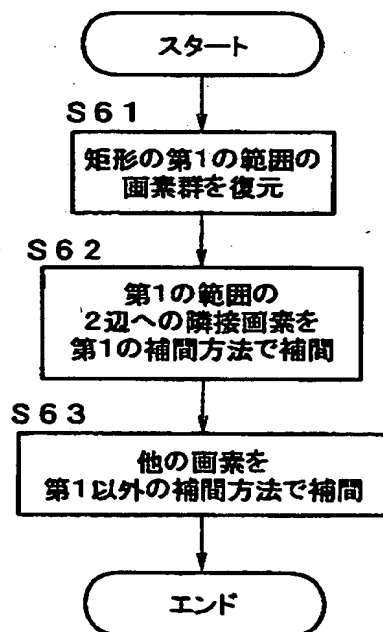 スタート
S61
矩形の第1の範囲の
画素群を復元
S62
第1の範囲の
2辺への隣接画素を
第1の補間方法で補間
S63
他の画素を
第1以外の補間方法で補間
エンド